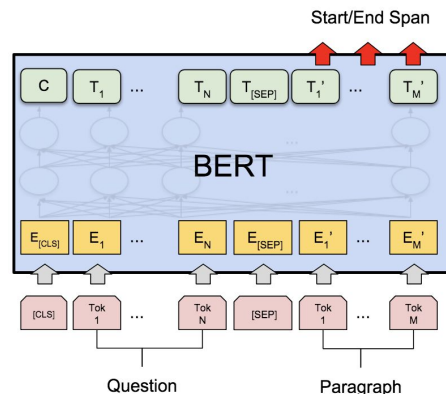 Start/End Span
C T1 ... TN T[SEP] T1' ... TM'
...
BERT
...
E[CLS] E1 ... EN E[SEP] E1' ... EM'
[CLS] Tok 1 ... Tok N [SEP] Tok 1 ... Tok M
Question Paragraph